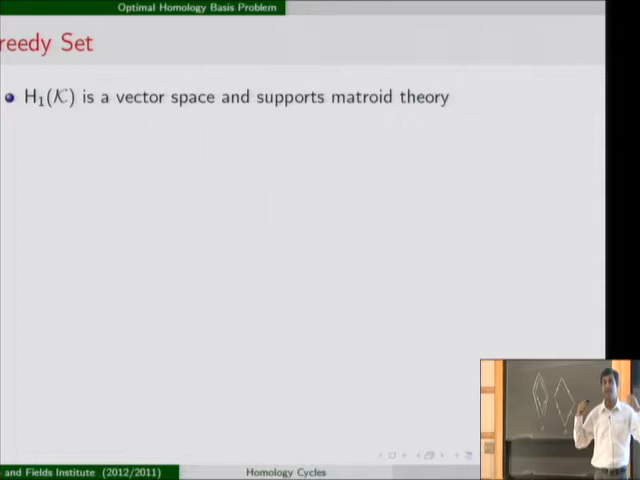 Optimal Homology Basis Problem
reedy Set
H₁(𝒦) is a vector space and supports matroid theory
and Fields Institute (2012/2011)
Homology Cycles